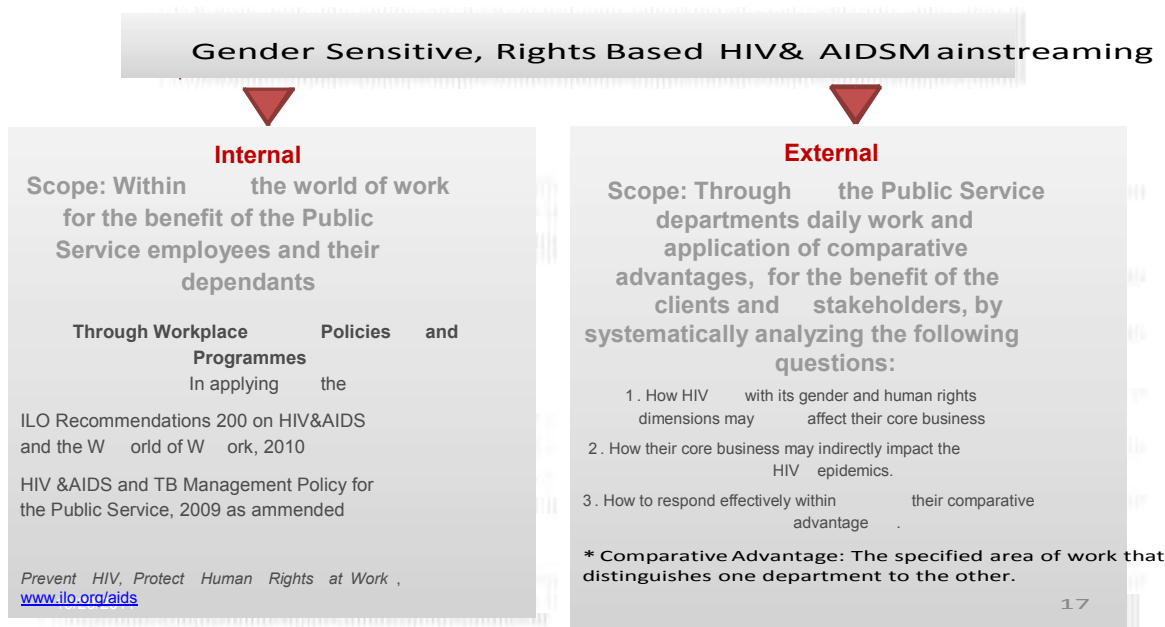 Gender Sensitive, Rights Based HIV& AIDSMainstreaming
Internal
Scope: Within the world of work
for the benefit of the Public
Service employees and their
dependants
Through Workplace Policies and
Programmes
In applying the
ILO Recommendations 200 on HIV&AIDS
and the W orld of W ork, 2010
HIV &AIDS and TB Management Policy for
the Public Service, 2009 as ammended
Prevent HIV, Protect Human Rights at Work ,
www.ilo.org/aids
External
Scope: Through the Public Service
departments daily work and
application of comparative
advantages, for the benefit of the
clients and stakeholders, by
systematically analyzing the following
questions:
1 . How HIV with its gender and human rights
dimensions may affect their core business
2 . How their core business may indirectly impact the
HIV epidemics.
3 . How to respond effectively within their comparative
advantage .
* Comparative Advantage: The specified area of work that
distinguishes one department to the other.
17